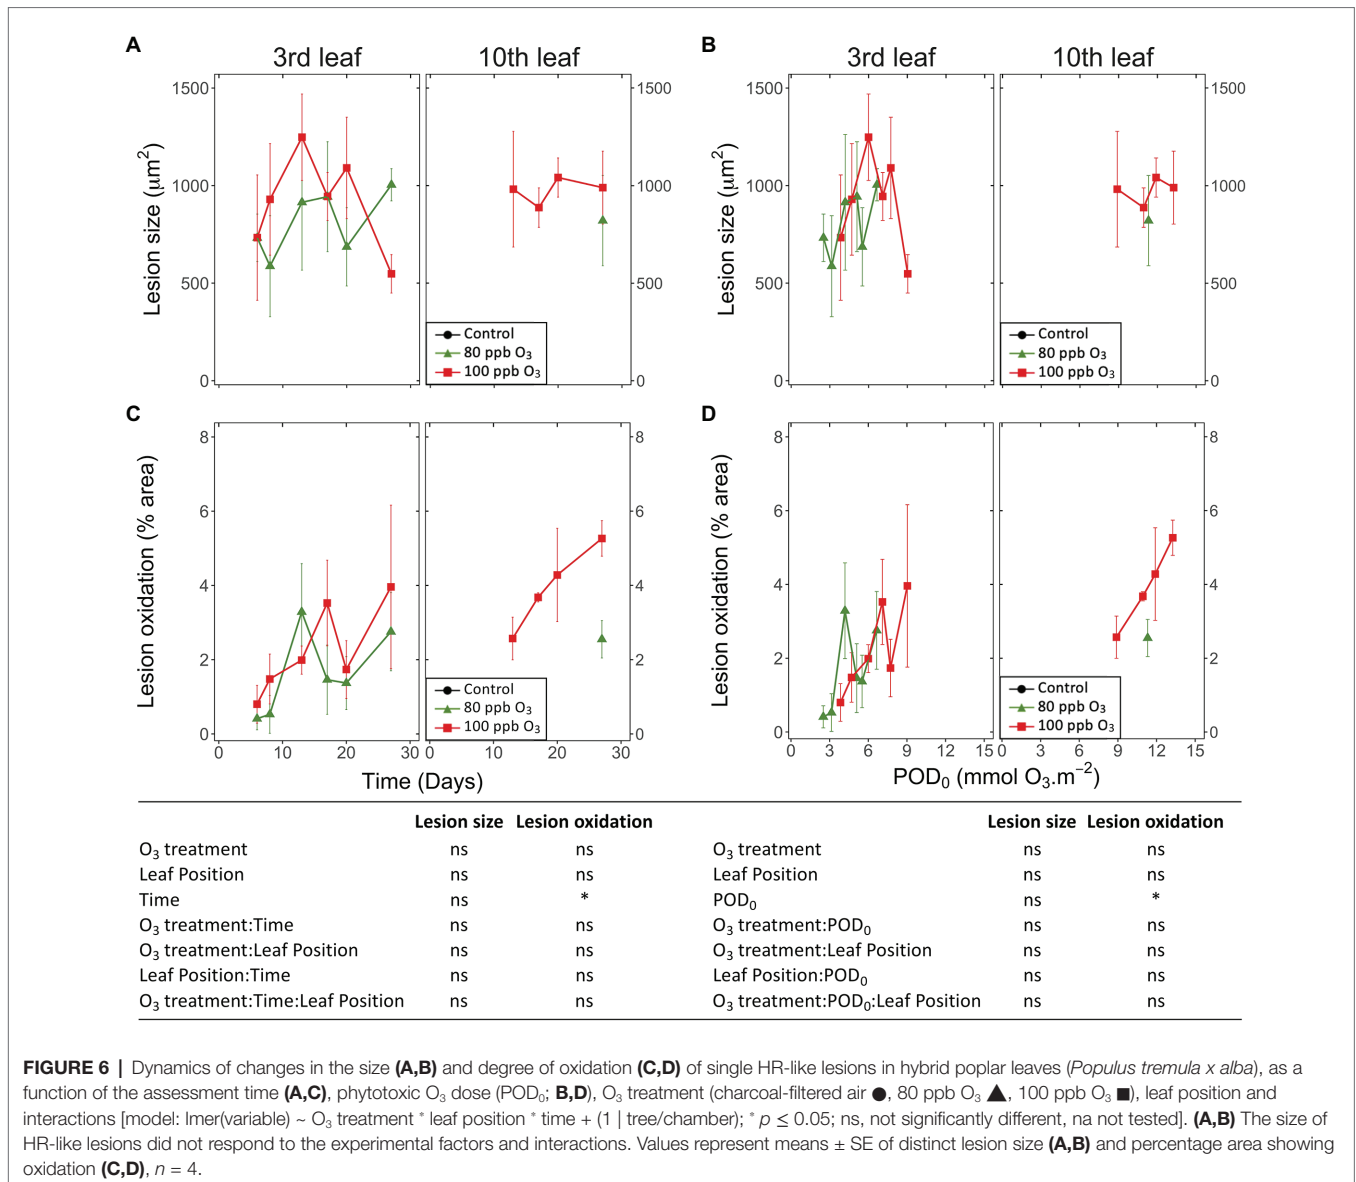 A
3rd leaf
10th leaf
Lesion size (µm²)
1500
1000
500
0
1500
1000
500
0
Control
80 ppb O₃
100 ppb O₃
B
3rd leaf
10th leaf
Lesion size (µm²)
1500
1000
500
0
Control
80 ppb O₃
100 ppb O₃
C
Lesion oxidation (% area)
8
6
4
2
0
8
6
4
2
0
Control
80 ppb O₃
100 ppb O₃
0 10 20 30 0 10 20 30
Time (Days)
D
Lesion oxidation (% area)
8
6
4
2
0
Control
80 ppb O₃
100 ppb O₃
0 3 6 9 12 15 0 3 6 9 12 15
POD₀ (mmol O₃.m⁻²)
Lesion size Lesion oxidation
O₃ treatment ns ns
Leaf Position ns ns
Time ns *
O₃ treatment:Time ns ns
O₃ treatment:Leaf Position ns ns
Leaf Position:Time ns ns
O₃ treatment:Time:Leaf Position ns ns
Lesion size Lesion oxidation
O₃ treatment ns ns
Leaf Position ns ns
POD₀ ns *
O₃ treatment:POD₀ ns ns
O₃ treatment:Leaf Position ns ns
Leaf Position:POD₀ ns ns
O₃ treatment:POD₀:Leaf Position ns ns
FIGURE 6 | Dynamics of changes in the size (A,B) and degree of oxidation (C,D) of single HR-like lesions in hybrid poplar leaves (Populus tremula x alba), as a
function of the assessment time (A,C), phytotoxic O₃ dose (POD₀; B,D), O₃ treatment (charcoal-filtered air ●, 80 ppb O₃ ▲, 100 ppb O₃ ■), leaf position and
interactions [model: lmer(variable) ~ O₃ treatment * leaf position * time + (1 | tree/chamber); * p ≤ 0.05; ns, not significantly different, na not tested]. (A,B) The size of
HR-like lesions did not respond to the experimental factors and interactions. Values represent means ± SE of distinct lesion size (A,B) and percentage area showing
oxidation (C,D), n = 4.